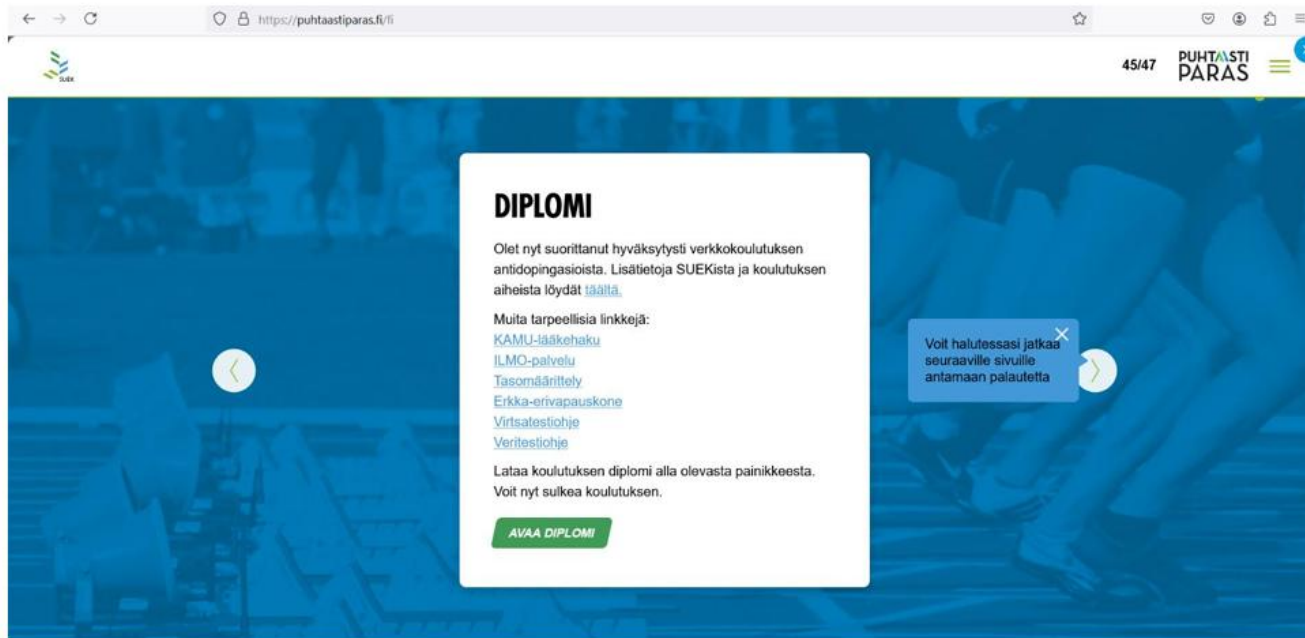 https://puhtaastiparas.fi/fi
SUEK
45/47
PUHTAASTI
PARAS
DIPLOMI
Olet nyt suorittanut hyväksytysti verkkokoulutuksen
antidopingasioista. Lisätietoja SUEKista ja koulutuksen
aiheista löydät täältä.
Muita tarpeellisia linkkejä:
KAMU-lääkehaku
ILMO-palvelu
Tasomäärittely
Erkka-erivapauskone
Virtsatestiohje
Veritestiohje
Lataa koulutuksen diplomi alla olevasta painikkeesta.
Voit nyt sulkea koulutuksen.
AVAA DIPLOMI
Voit halutessasi jatkaa
seuraaville sivuille
antamaan palautetta